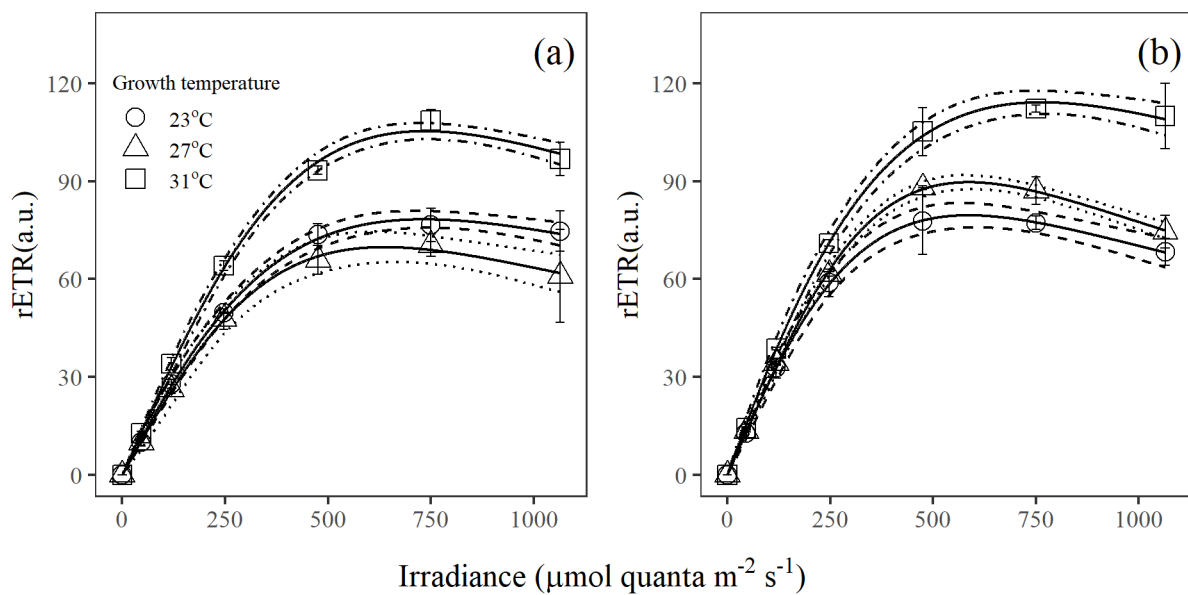 (a)
(b)
Growth temperature
23°C
27°C
31°C
rETR(a.u.)
120
90
60
30
0
0 250 500 750 1000
rETR(a.u.)
120
90
60
30
0
0 250 500 750 1000
Irradiance (μmol quanta m⁻² s⁻¹)